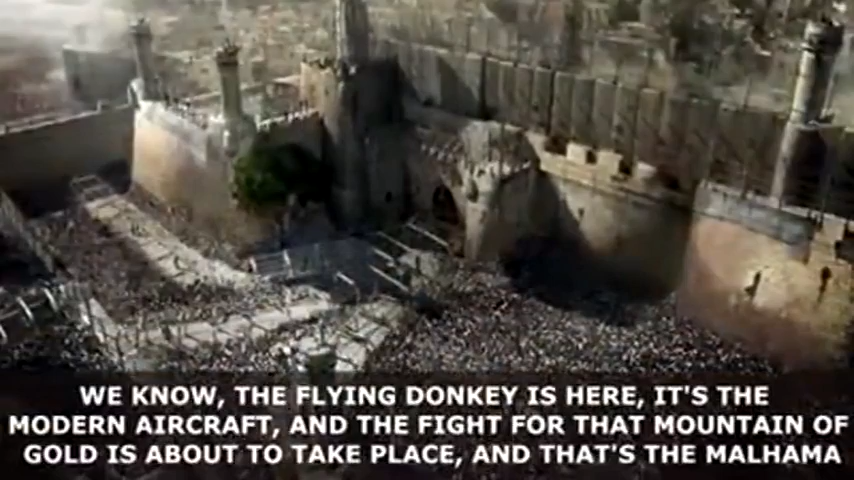 WE KNOW, THE FLYING DONKEY IS HERE, IT'S THE
MODERN AIRCRAFT, AND THE FIGHT FOR THAT MOUNTAIN OF
GOLD IS ABOUT TO TAKE PLACE, AND THAT'S THE MALHAMA